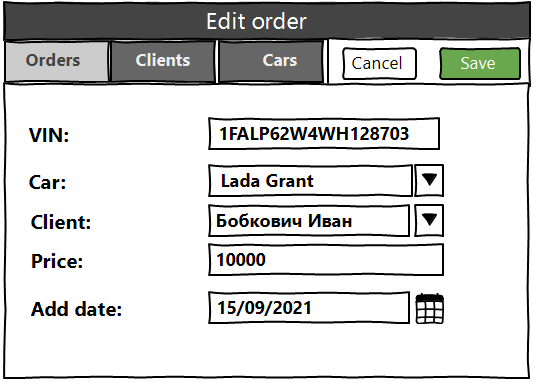 Edit order
Orders Clients Cars Cancel Save
VIN: 1FALP62W4WH128703
Car: Lada Grant
Client: Бобкович Иван
Price: 10000
Add date: 15/09/2021